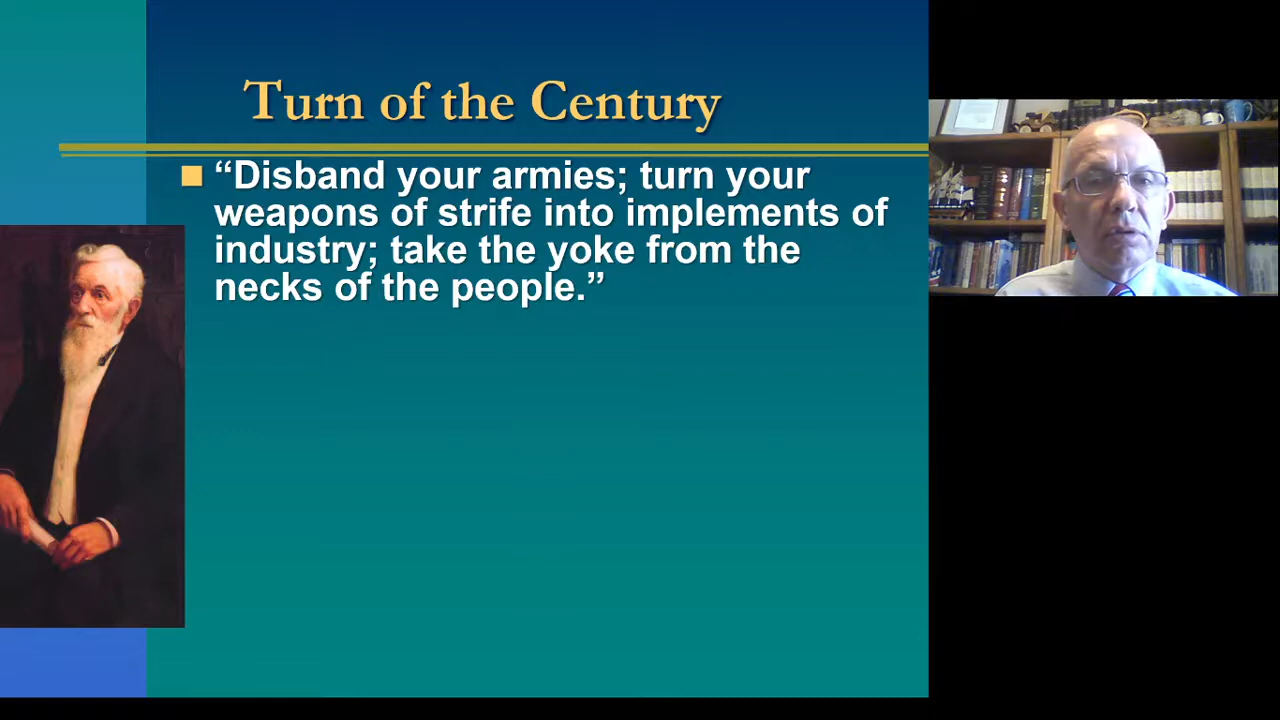 Turn of the Century
“Disband your armies; turn your
weapons of strife into implements of
industry; take the yoke from the
necks of the people.”